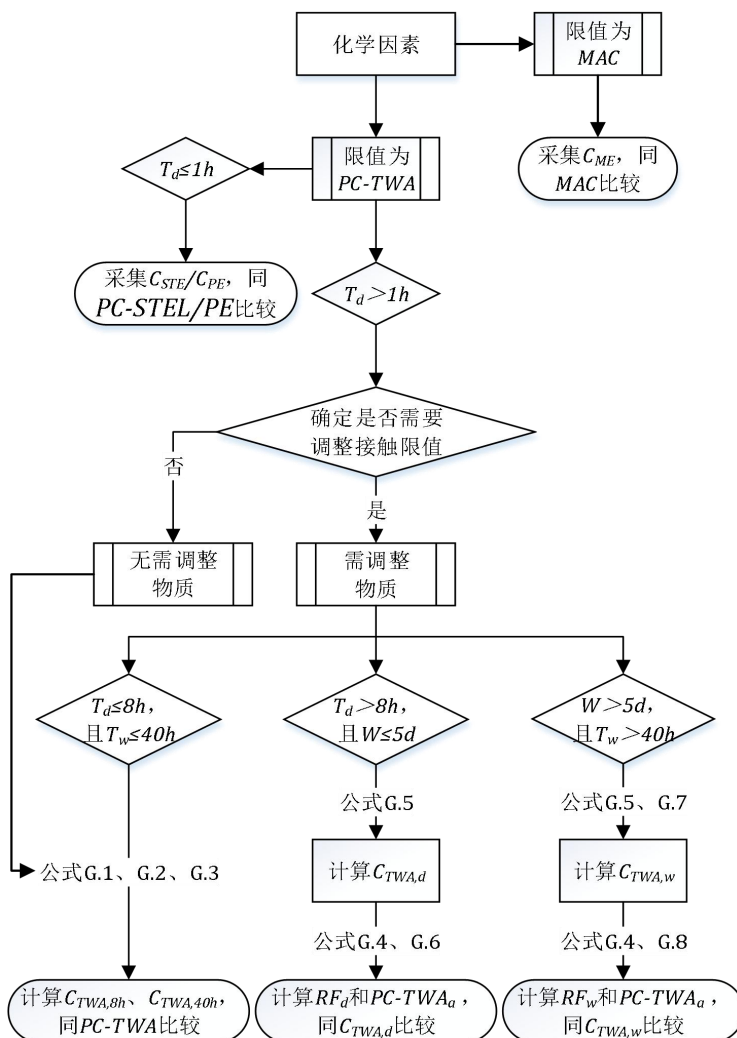 化学因素
限值为
MAC
采集C_ME，同
MAC比较
限值为
PC-TWA
T_d≤1h
采集C_STE/C_PE，同
PC-STEL/PE比较
T_d＞1h
确定是否需要
调整接触限值
否
是
无需调整
物质
需调整
物质
T_d≤8h，
且T_w≤40h
T_d＞8h，
且W≤5d
W＞5d，
且T_w＞40h
公式G.5
公式G.5、G.7
公式G.1、G.2、G.3
计算C_TWA,d
计算C_TWA,w
公式G.4、G.6
公式G.4、G.8
计算C_TWA,8h、C_TWA,40h，
同PC-TWA比较
计算RF_d和PC-TWA_a，
同C_TWA,d比较
计算RF_w和PC-TWA_a，
同C_TWA,w比较